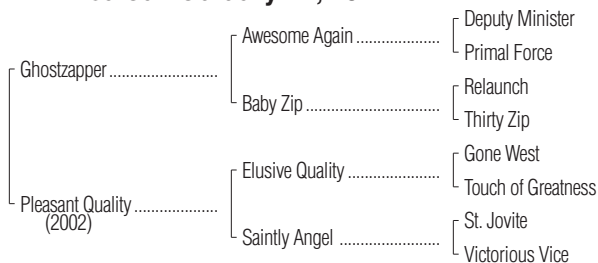 Awesome Again
Deputy Minister
Primal Force
Ghostzapper
Baby Zip
Relaunch
Thirty Zip
Elusive Quality
Gone West
Touch of Greatness
Pleasant Quality
(2002)
Saintly Angel
St. Jovite
Victorious Vice